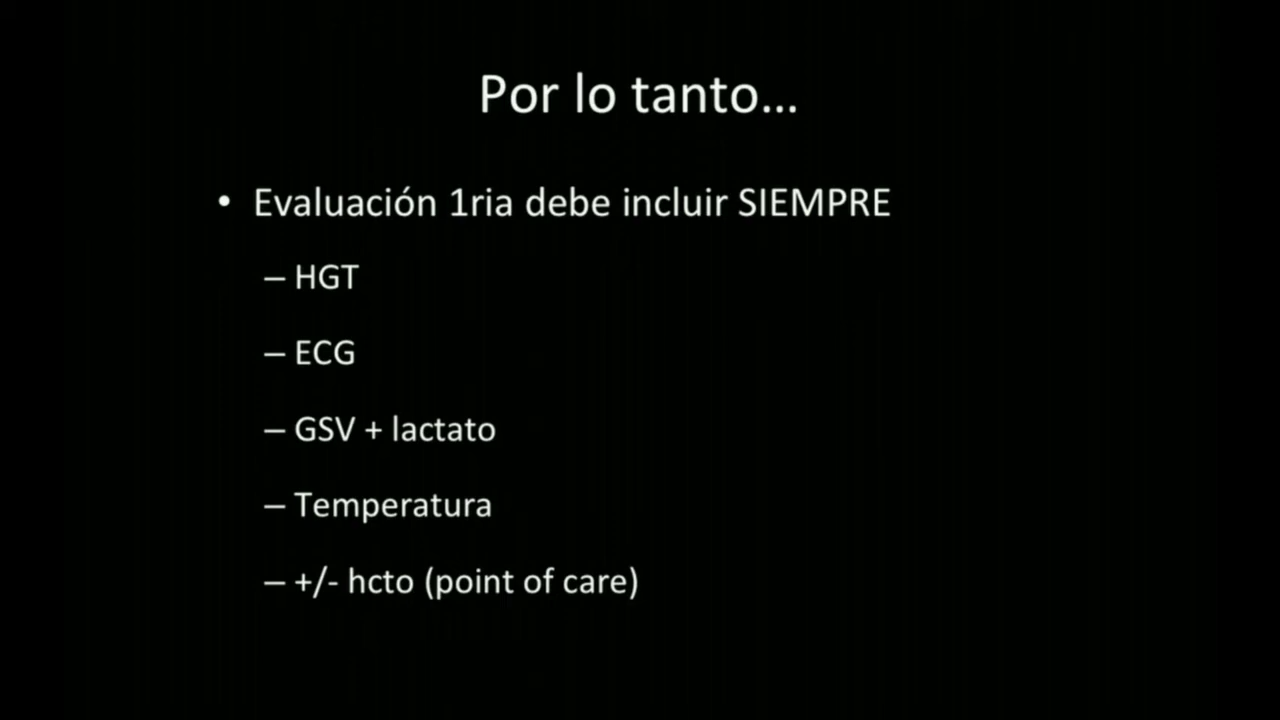 Por lo tanto...
• Evaluación 1ria debe incluir SIEMPRE
– HGT
– ECG
– GSV + lactato
– Temperatura
– +/- hcto (point of care)